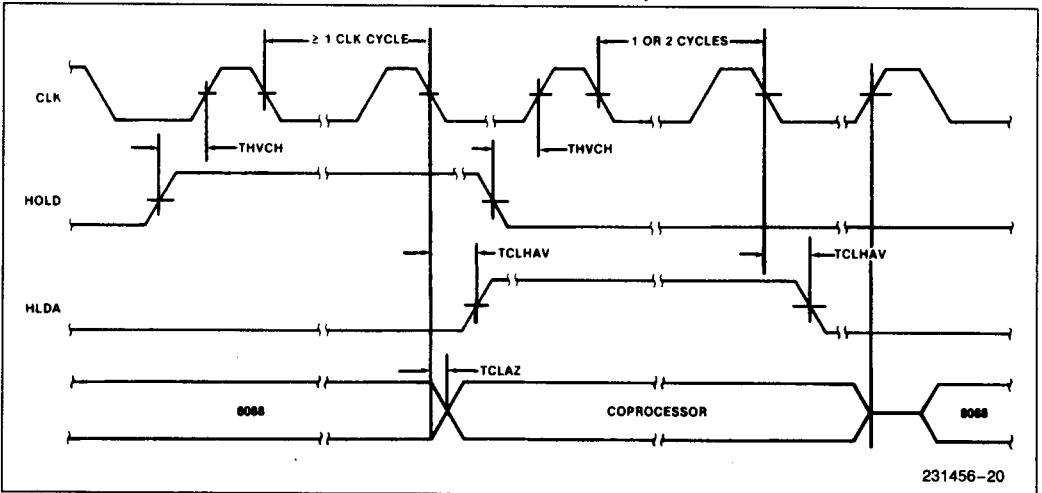 ≥ 1 CLK CYCLE
1 OR 2 CYCLES
CLK
THVCH
THVCH
HOLD
TCLHAV
TCLHAV
HLDA
TCLAZ
8088
COPROCESSOR
8088
231456–20